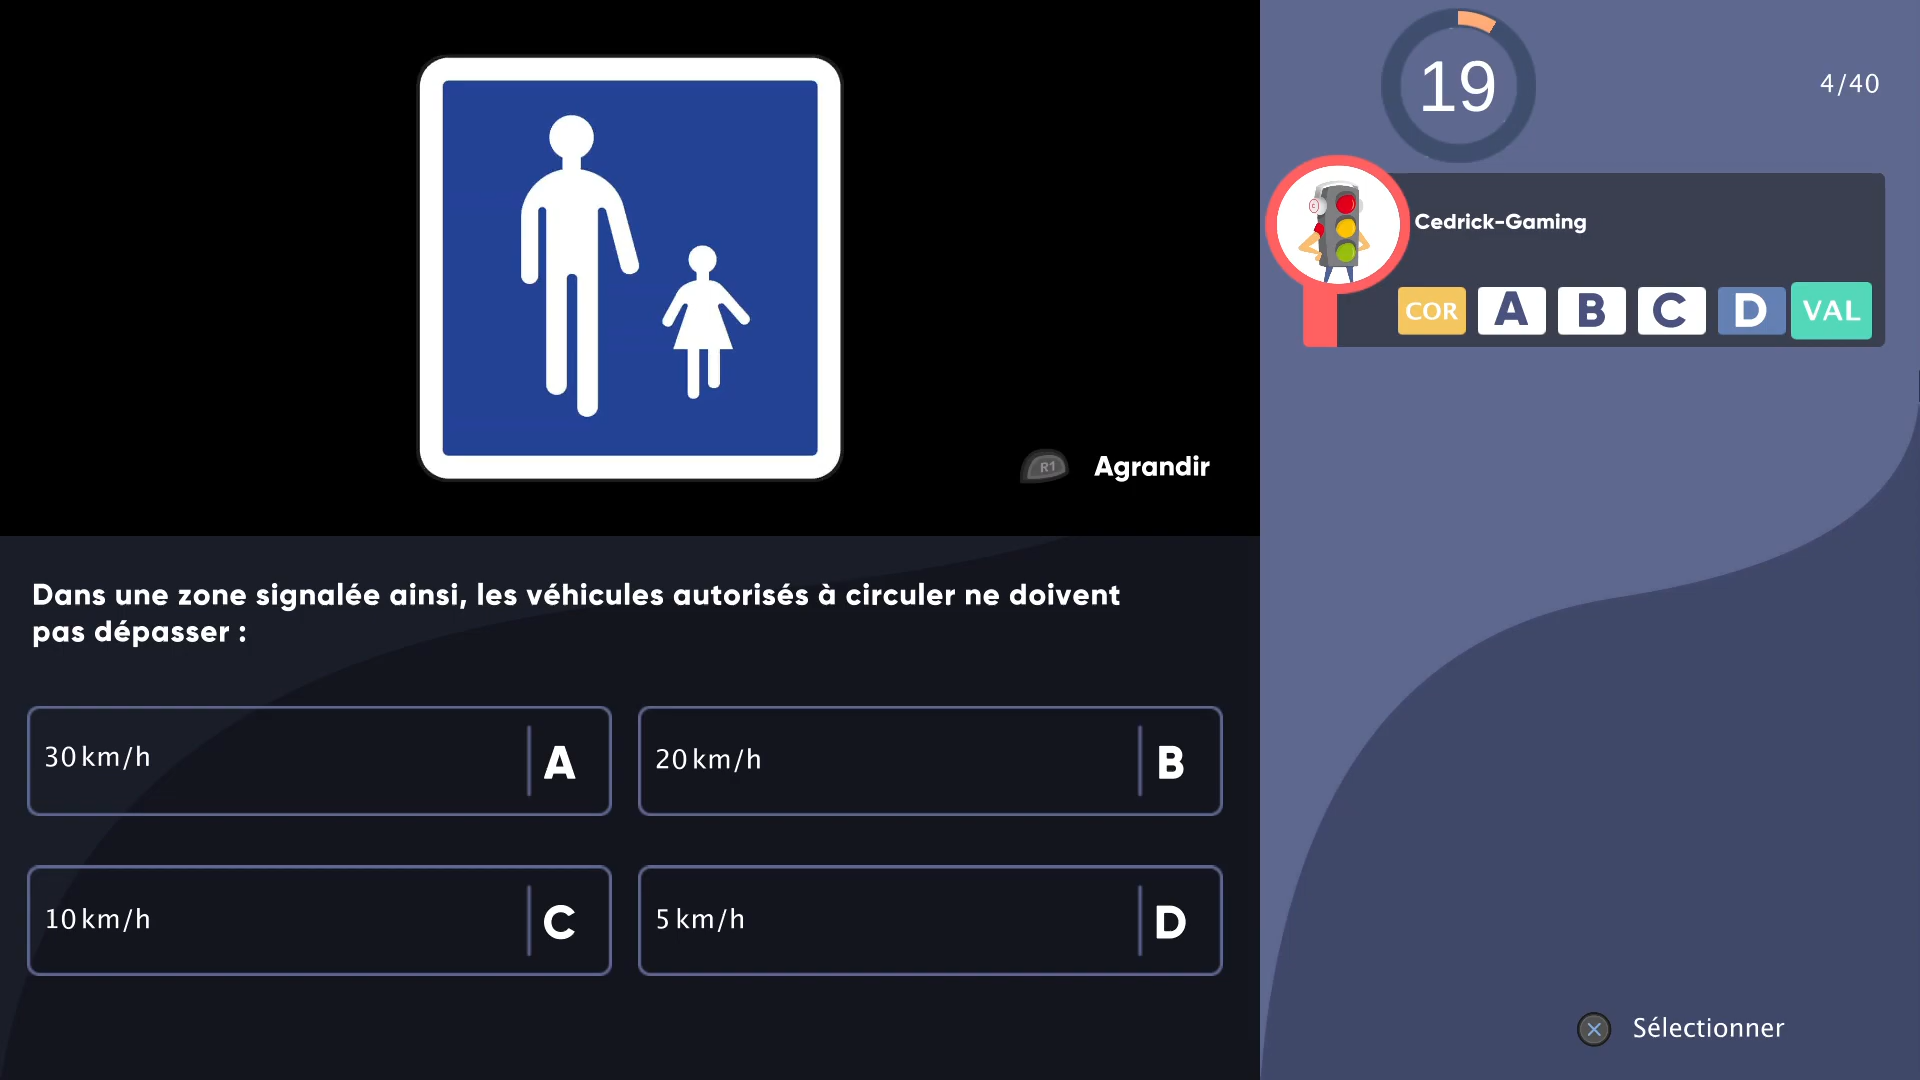 19
4/40
Cedrick-Gaming
COR A B C D VAL
R1 Agrandir
Dans une zone signalée ainsi, les véhicules autorisés à circuler ne doivent
pas dépasser :
30 km/h A
20 km/h B
10 km/h C
5 km/h D
Sélectionner